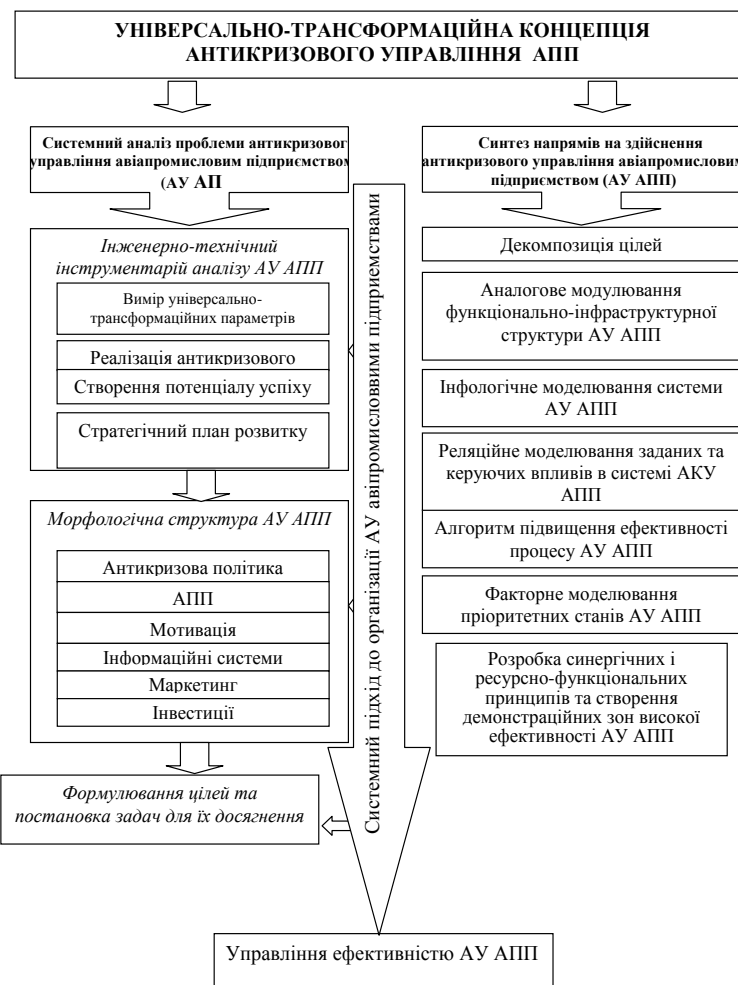 УНІВЕРСАЛЬНО-ТРАНСФОРМАЦІЙНА КОНЦЕПЦІЯ
АНТИКРИЗОВОГО УПРАВЛІННЯ АПП
Системний аналіз проблеми антикризовог
управління авіапромисловим підприємством
(АУ АП
Інженерно-технічний
інструментарій аналізу АУ АПП
Вимір універсально-
трансформаційних параметрів
Реалізація антикризового
Створення потенціалу успіху
Стратегічний план розвитку
Морфологічна структура АУ АПП
Антикризова політика
АПП
Мотивація
Інформаційні системи
Маркетинг
Інвестиції
Формулювання цілей та
постановка задач для їх досягнення
Системний підхід до організації АУ авіпромисловвими підприемствами
Синтез напрямів на здійснення
антикризового управління авіапромисловим
підприємством (АУ АПП)
Декомпозиція цілей
Аналогове модулювання
функціонально-інфраструктурної
структури АУ АПП
Інфологічне моделювання системи
АУ АПП
Реляційне моделювання заданих та
керуючих впливів в системі АКУ
АПП
Алгоритм підвищення ефективності
процесу АУ АПП
Факторне моделювання
пріоритетних станів АУ АПП
Розробка синергічних і
ресурсно-функціональних
принципів та створення
демонстраційних зон високої
ефективності АУ АПП
Управління ефективністю АУ АПП